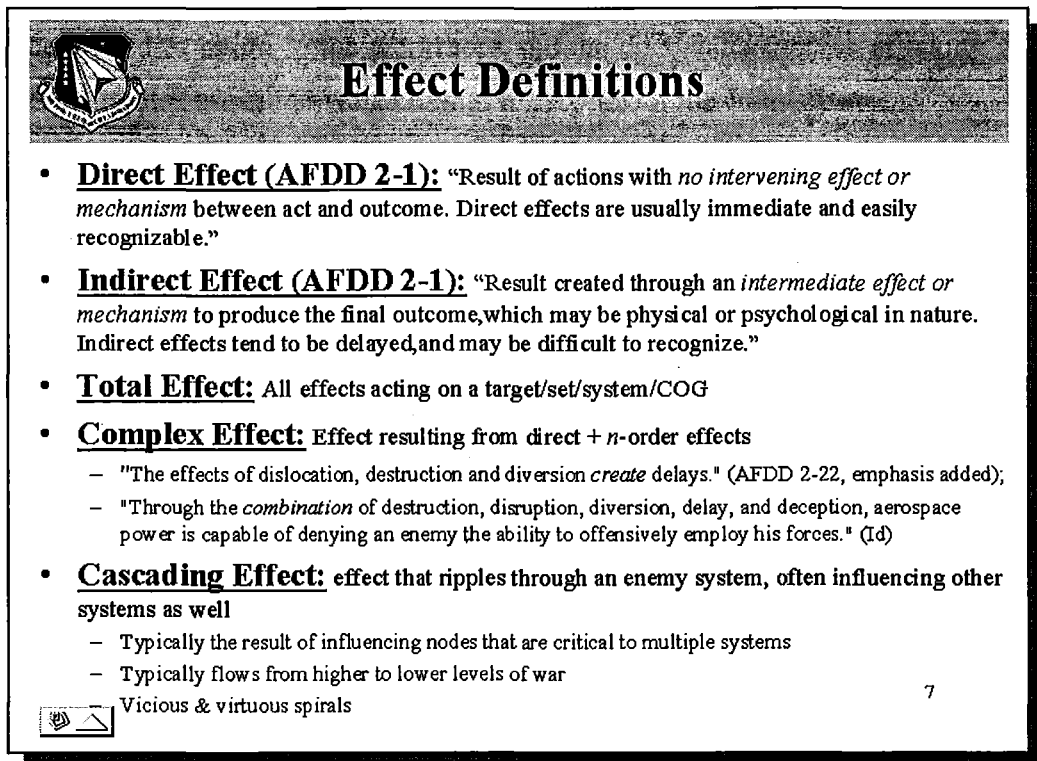 Effect Definitions
• Direct Effect (AFDD 2-1): “Result of actions with no intervening effect or
mechanism between act and outcome. Direct effects are usually immediate and easily
recognizable.”
• Indirect Effect (AFDD 2-1): “Result created through an intermediate effect or
mechanism to produce the final outcome,which may be physical or psychological in nature.
Indirect effects tend to be delayed,and may be difficult to recognize.”
• Total Effect: All effects acting on a target/set/system/COG
• Complex Effect: Effect resulting from direct + n-order effects
– "The effects of dislocation, destruction and diversion create delays." (AFDD 2-22, emphasis added);
– "Through the combination of destruction, disruption, diversion, delay, and deception, aerospace
power is capable of denying an enemy the ability to offensively employ his forces." (Id)
• Cascading Effect: effect that ripples through an enemy system, often influencing other
systems as well
– Typically the result of influencing nodes that are critical to multiple systems
– Typically flows from higher to lower levels of war
– Vicious & virtuous spirals
7